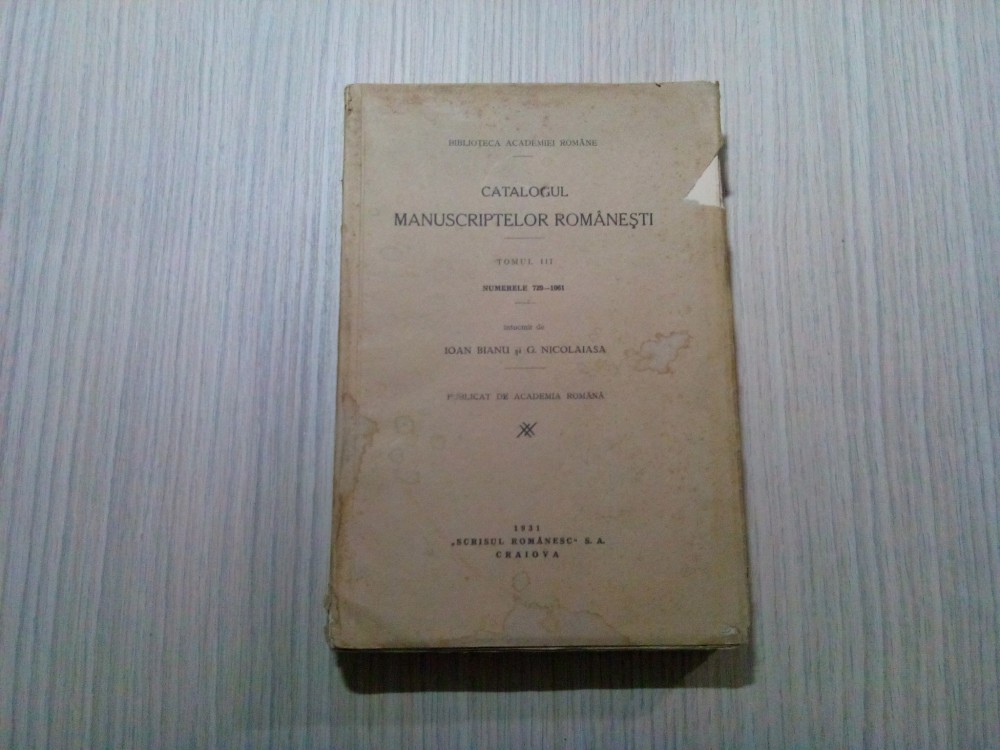 BIBLIOTECA ACADEMIEI ROMÂNE
CATALOGUL
MANUSCRIPTELOR ROMÂNEȘTI
TOMUL III
NUMERELE 729—1061
întocmit de
IOAN BIANU și G. NICOLAIASA
PUBLICAT DE ACADEMIA ROMÂNĂ
1931
„SCRISUL ROMÂNESC“ S. A.
CRAIOVA